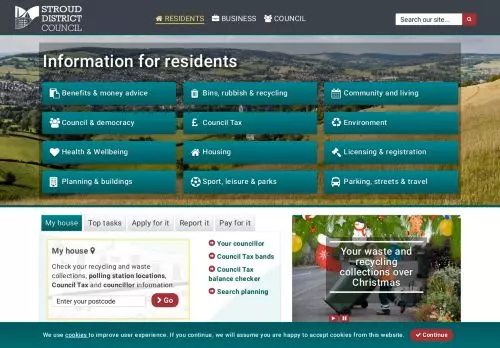 STROUD
DISTRICT
COUNCIL
RESIDENTS
BUSINESS
COUNCIL
Search our site...
Information for residents
Benefits & money advice
Bins, rubbish & recycling
Community and living
Council & democracy
£ Council Tax
Environment
Health & Wellbeing
Housing
Licensing & registration
Planning & buildings
Sport, leisure & parks
Parking, streets & travel
My house
Top tasks
Apply for it
Report it
Pay for it
My house
Check your recycling and waste
collections, polling station locations,
Council Tax and councillor information.
Enter your postcode
Go
Your councillor
Council Tax bands
Council Tax
balance checker
Search planning
Your waste and
recycling
collections over
Christmas
We use cookies to improve user experience. If you continue, we will assume you are happy to accept cookies from this website.
Continue